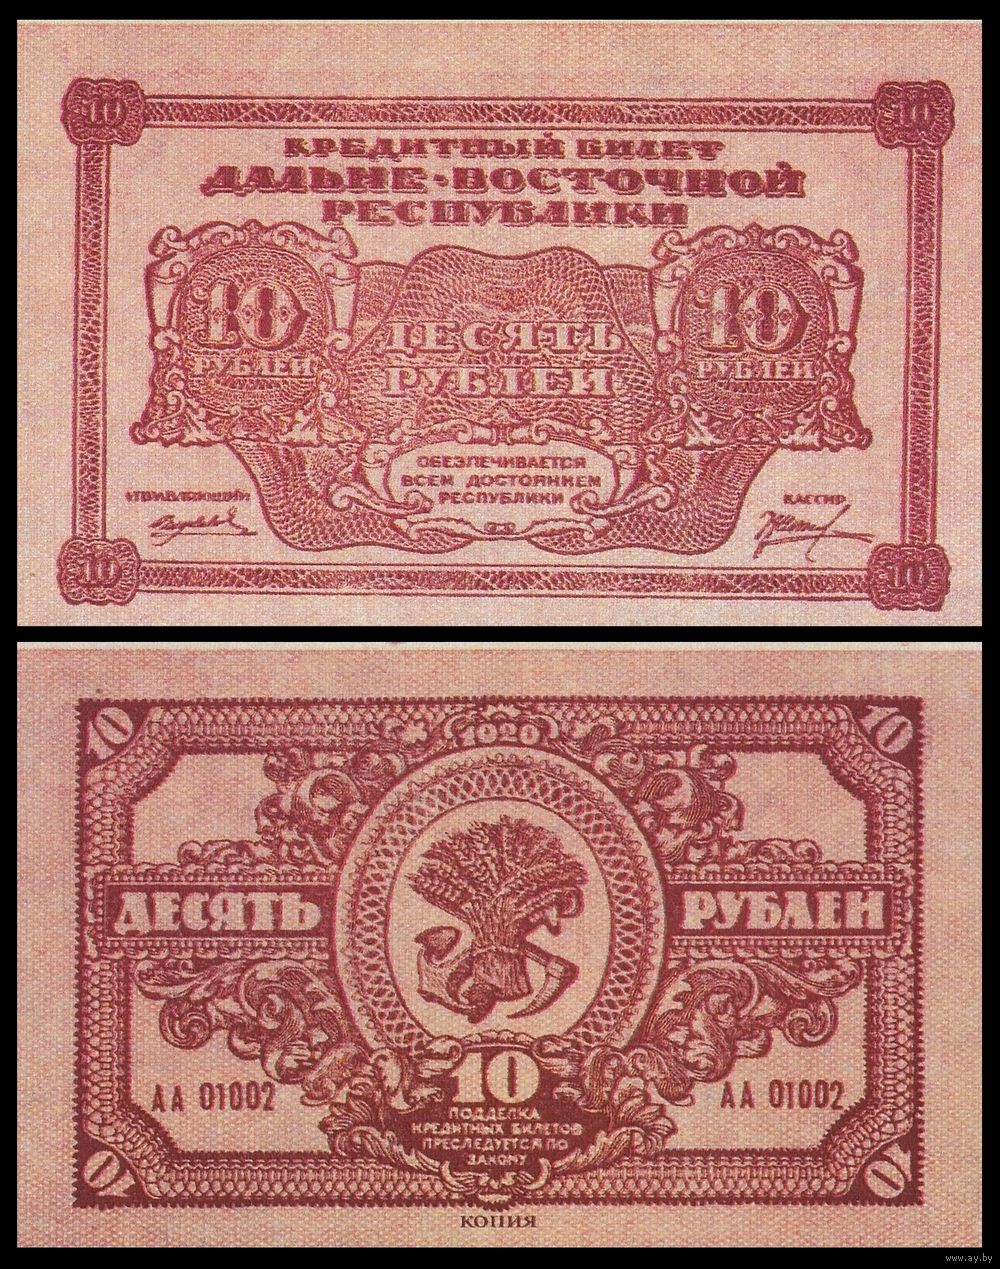 10 10
КРЕДИТНЫЙ БИЛЕТ
ДАЛЬНЕ-ВОСТОЧНОЙ
РЕСПУБЛИКИ
10 РУБЛЕЙ
ДЕСЯТЬ РУБЛЕЙ
10 РУБЛЕЙ
ОБЕЗПЕЧИВАЕТСЯ
ВСЕМ ДОСТОЯНИЕМ
РЕСПУБЛИКИ
УПРАВЛЯЮЩИЙ
КАССИР
10 10
10 10
1920
ДЕСЯТЬ РУБЛЕЙ
АА 01002 АА 01002
10
ПОДДЕЛКА
КРЕДИТНЫХ БИЛЕТОВ
ПРЕСЛЕДУЕТСЯ ПО
ЗАКОНУ
10 10
КОПИЯ
www.ay.by